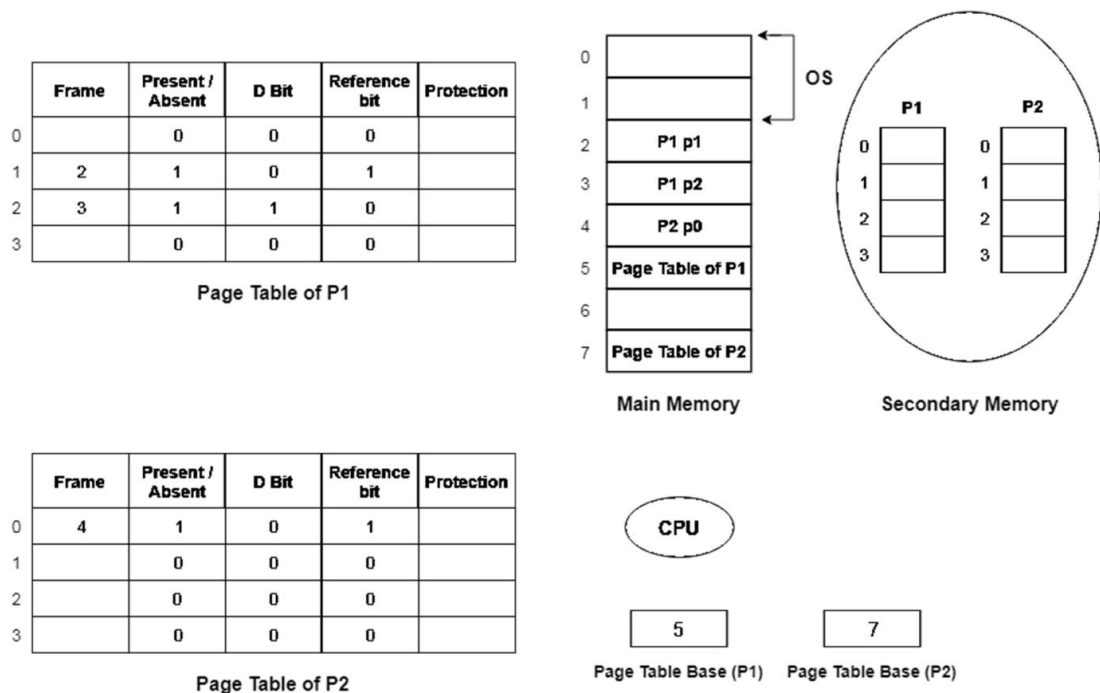 Frame Present / Absent D Bit Reference bit Protection
0 0 0 0
1 2 1 0 1
2 3 1 1 0
3 0 0 0
Page Table of P1
0
1
OS
2 P1 p1
3 P1 p2
4 P2 p0
5 Page Table of P1
6
7 Page Table of P2
Main Memory
P1 P2
0 0
1 1
2 2
3 3
Secondary Memory
Frame Present / Absent D Bit Reference bit Protection
0 4 1 0 1
1 0 0 0
2 0 0 0
3 0 0 0
Page Table of P2
CPU
5 7
Page Table Base (P1) Page Table Base (P2)